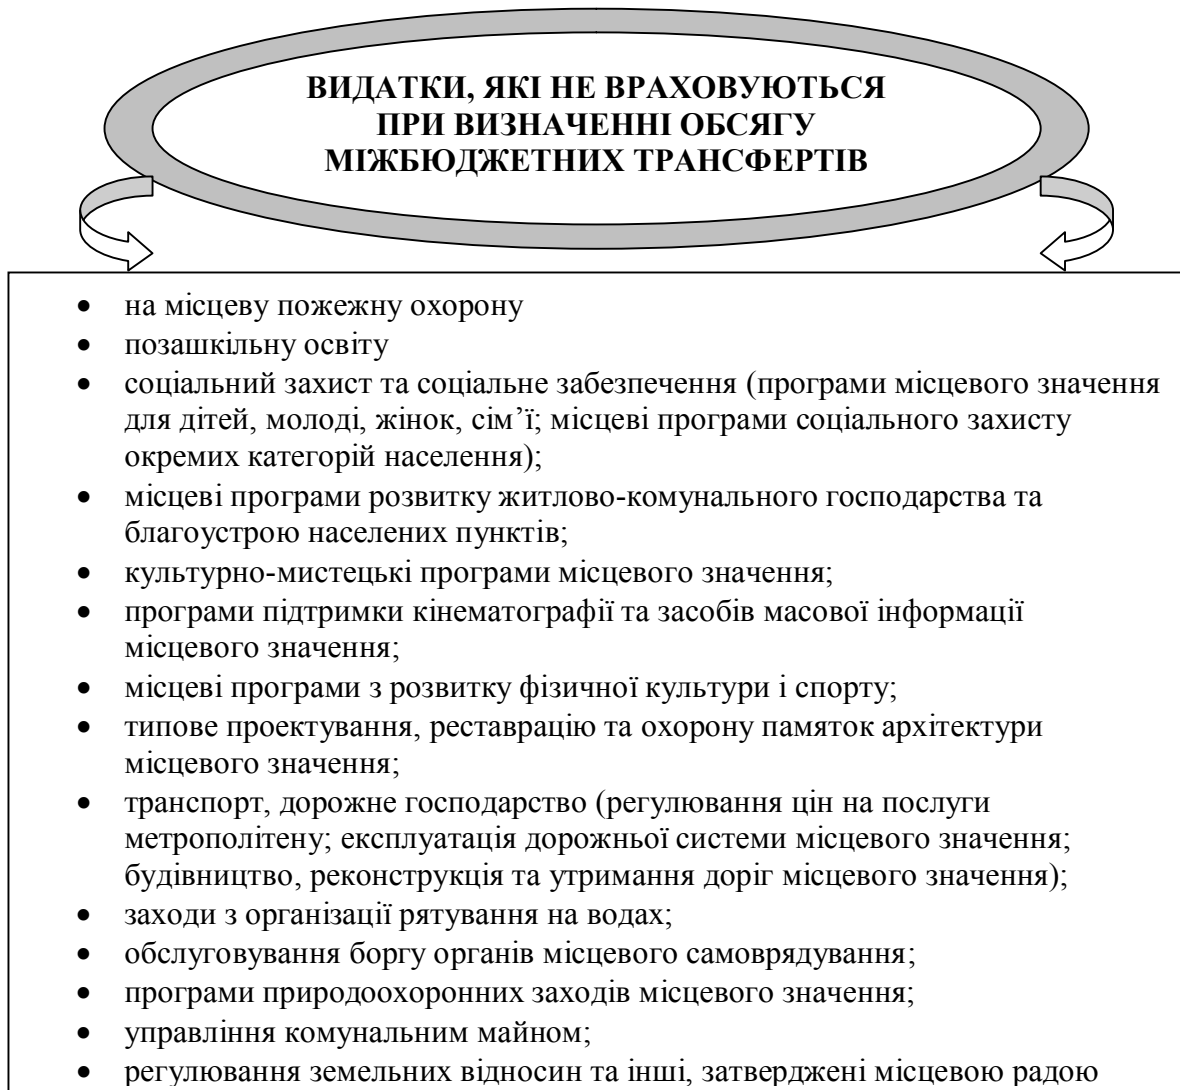 ВИДАТКИ, ЯКІ НЕ ВРАХОВУЮТЬСЯ
ПРИ ВИЗНАЧЕННІ ОБСЯГУ
МІЖБЮДЖЕТНИХ ТРАНСФЕРТІВ
• на місцеву пожежну охорону
• позашкільну освіту
• соціальний захист та соціальне забезпечення (програми місцевого значення
для дітей, молоді, жінок, сім’ї; місцеві програми соціального захисту
окремих категорій населення);
• місцеві програми розвитку житлово-комунального господарства та
благоустрою населених пунктів;
• культурно-мистецькі програми місцевого значення;
• програми підтримки кінематографії та засобів масової інформації
місцевого значення;
• місцеві програми з розвитку фізичної культури і спорту;
• типове проектування, реставрацію та охорону памяток архітектури
місцевого значення;
• транспорт, дорожне господарство (регулювання цін на послуги
метрополітену; експлуатація дорожньої системи місцевого значення;
будівництво, реконструкція та утримання доріг місцевого значення);
• заходи з організації рятування на водах;
• обслуговування боргу органів місцевого самоврядування;
• програми природоохоронних заходів місцевого значення;
• управління комунальним майном;
• регулювання земельних відносин та інші, затверджені місцевою радою